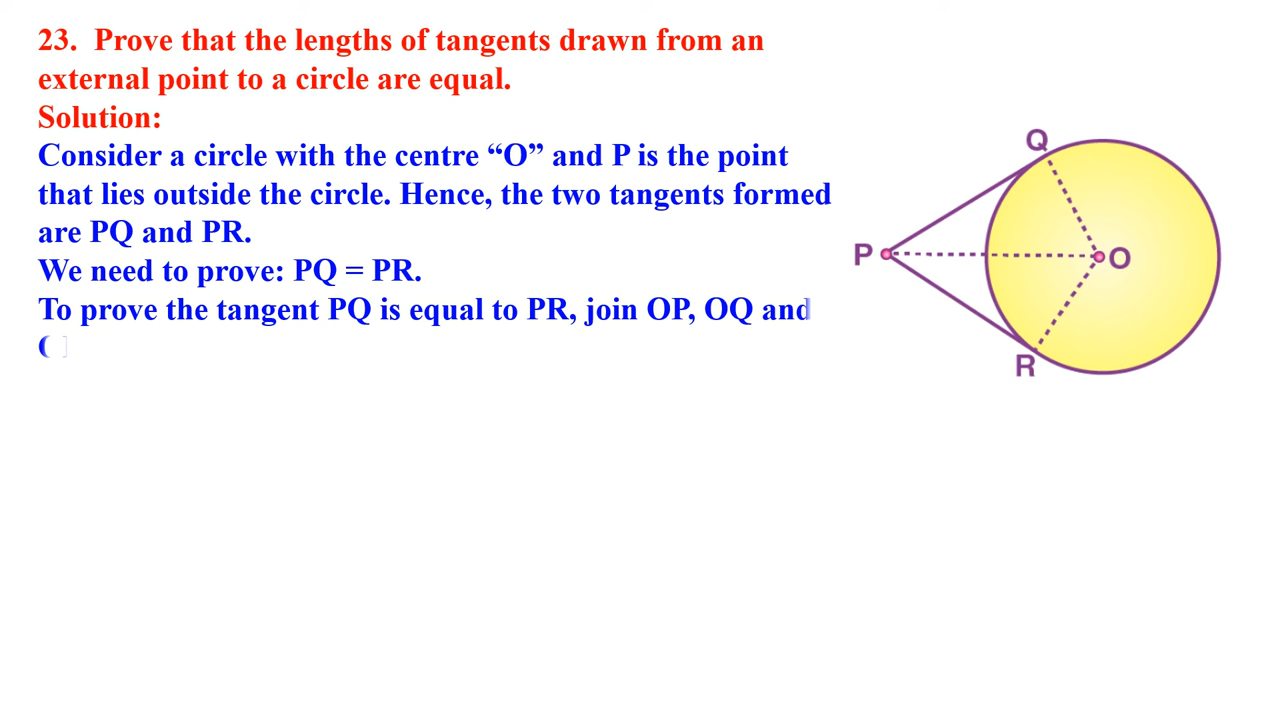 23. Prove that the lengths of tangents drawn from an
external point to a circle are equal.
Solution:
Consider a circle with the centre “O” and P is the point
that lies outside the circle. Hence, the two tangents formed
are PQ and PR.
We need to prove: PQ = PR.
To prove the tangent PQ is equal to PR, join OP, OQ and
Q
P
O
R